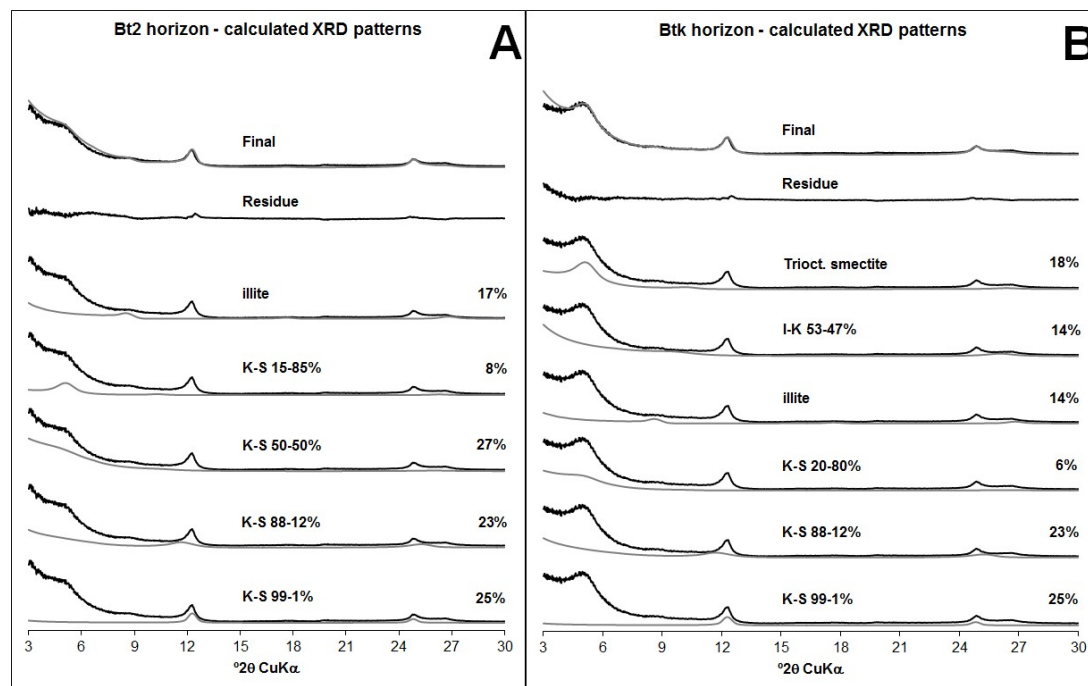 Bt2 horizon - calculated XRD patterns
A
Final
Residue
illite 17%
K-S 15-85% 8%
K-S 50-50% 27%
K-S 88-12% 23%
K-S 99-1% 25%
3 6 9 12 15 18 21 24 27 30
º2θ CuKα
Btk horizon - calculated XRD patterns
B
Final
Residue
Trioct. smectite 18%
I-K 53-47% 14%
illite 14%
K-S 20-80% 6%
K-S 88-12% 23%
K-S 99-1% 25%
3 6 9 12 15 18 21 24 27 30
º2θ CuKα